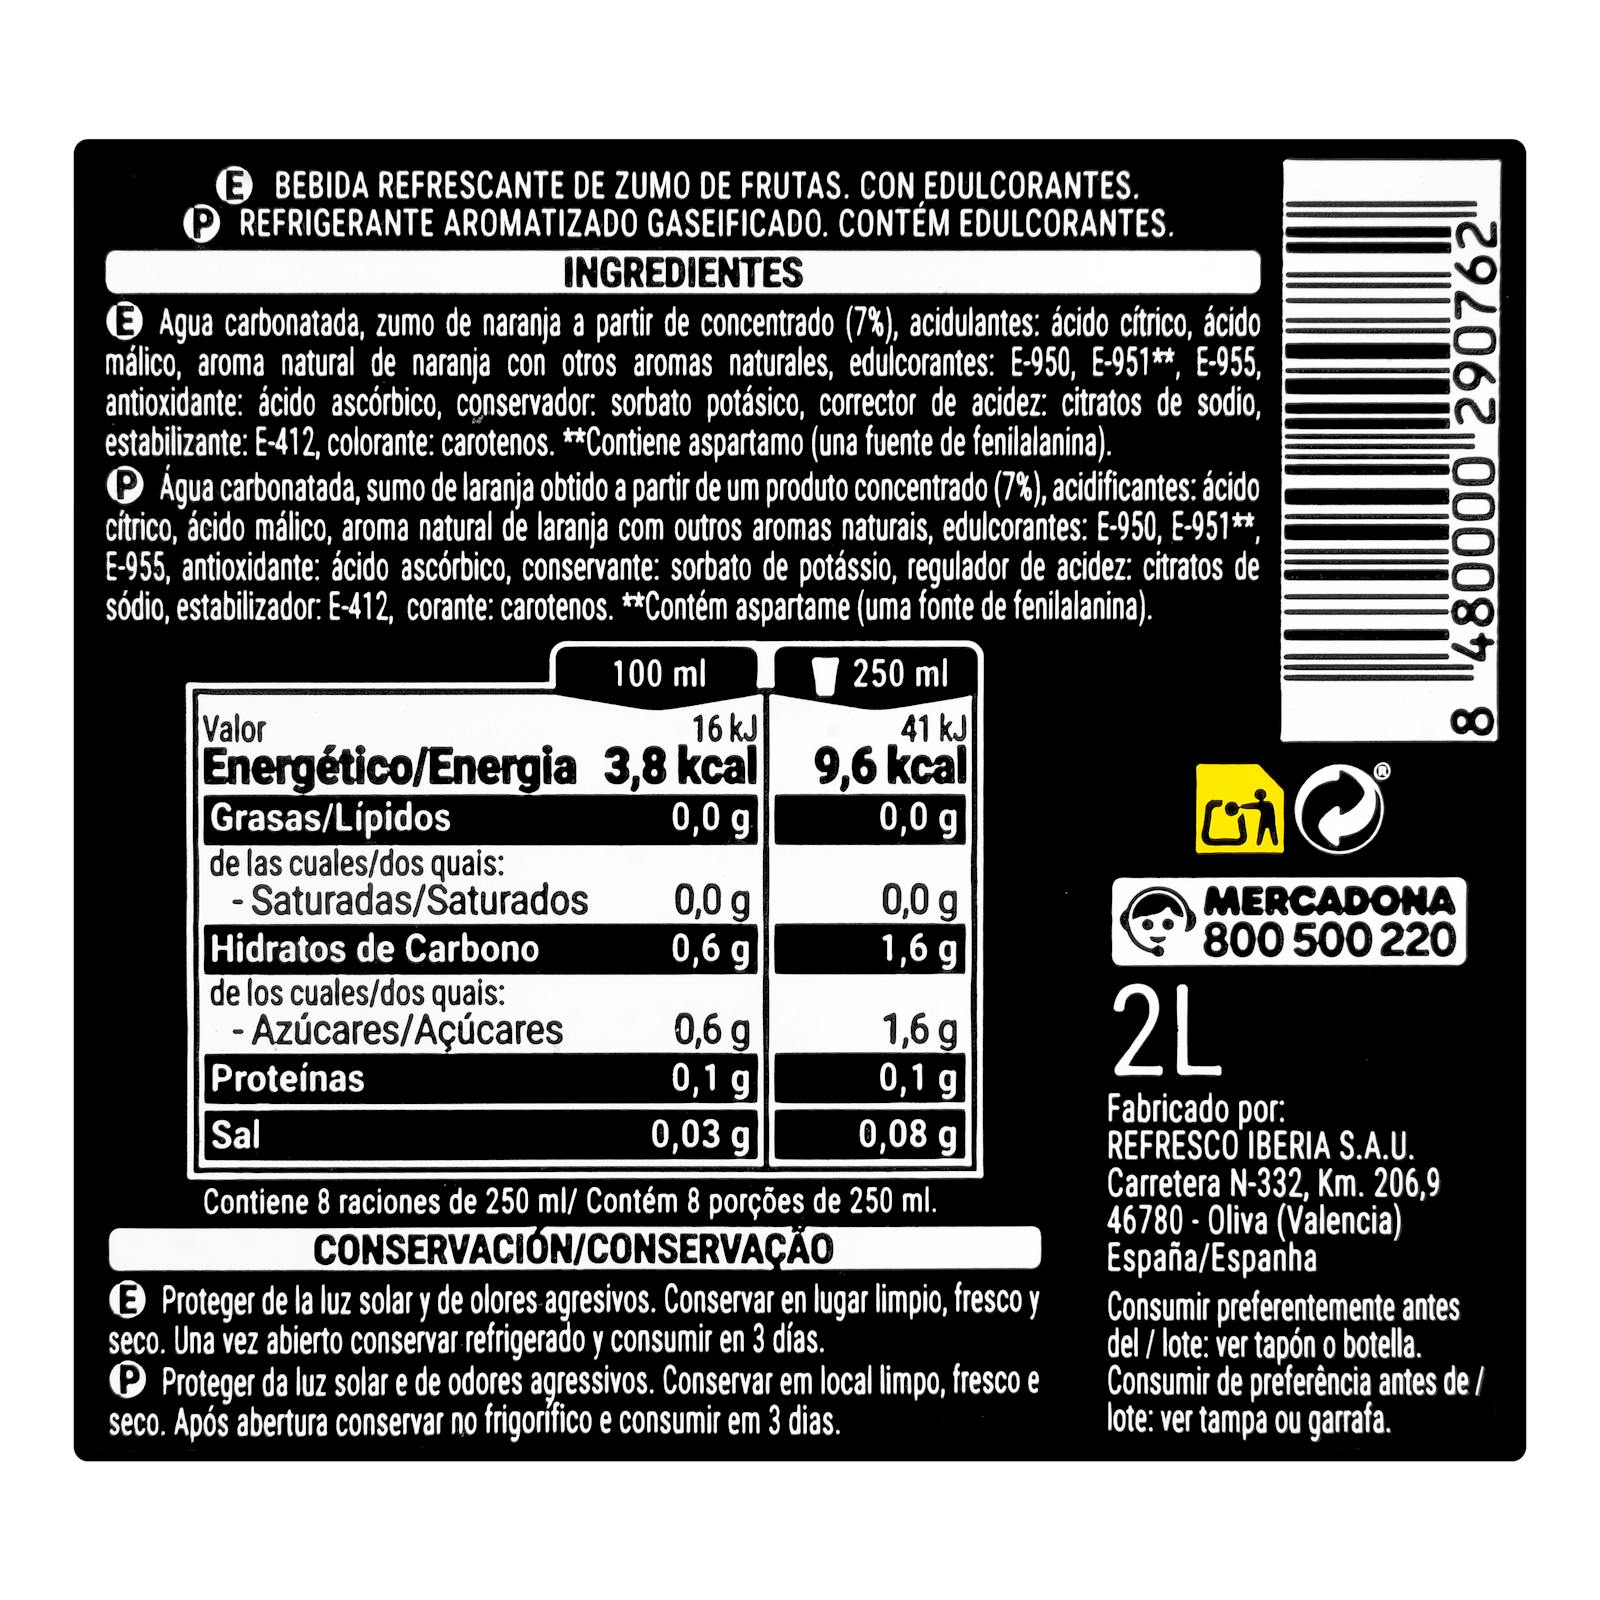 E BEBIDA REFRESCANTE DE ZUMO DE FRUTAS. CON EDULCORANTES.
P REFRIGERANTE AROMATIZADO GASEIFICADO. CONTÉM EDULCORANTES.
INGREDIENTES
E Agua carbonatada, zumo de naranja a partir de concentrado (7%), acidulantes: ácido cítrico, ácido
málico, aroma natural de naranja con otros aromas naturales, edulcorantes: E-950, E-951**, E-955,
antioxidante: ácido ascórbico, conservador: sorbato potásico, corrector de acidez: citratos de sodio,
estabilizante: E-412, colorante: carotenos. **Contiene aspartamo (una fuente de fenilalanina).
P Água carbonatada, sumo de laranja obtido a partir de um produto concentrado (7%), acidificantes: ácido
cítrico, ácido málico, aroma natural de laranja com outros aromas naturais, edulcorantes: E-950, E-951**,
E-955, antioxidante: ácido ascórbico, conservante: sorbato de potássio, regulador de acidez: citratos de
sódio, estabilizador: E-412, corante: carotenos. **Contém aspartame (uma fonte de fenilalanina).
100 ml 250 ml
Valor 16 kJ 41 kJ
Energético/Energia 3,8 kcal 9,6 kcal
Grasas/Lípidos 0,0 g 0,0 g
de las cuales/dos quais:
- Saturadas/Saturados 0,0 g 0,0 g
Hidratos de Carbono 0,6 g 1,6 g
de los cuales/dos quais:
- Azúcares/Açúcares 0,6 g 1,6 g
Proteínas 0,1 g 0,1 g
Sal 0,03 g 0,08 g
Contiene 8 raciones de 250 ml/ Contém 8 porções de 250 ml.
CONSERVACIÓN/CONSERVAÇÃO
E Proteger de la luz solar y de olores agresivos. Conservar en lugar limpio, fresco y
seco. Una vez abierto conservar refrigerado y consumir en 3 días.
P Proteger da luz solar e de odores agressivos. Conservar em local limpo, fresco e
seco. Após abertura conservar no frigorífico e consumir em 3 dias.
8 480000 290762
®
MERCADONA
800 500 220
2L
Fabricado por:
REFRESCO IBERIA S.A.U.
Carretera N-332, Km. 206,9
46780 - Oliva (Valencia)
España/Espanha
Consumir preferentemente antes
del / lote: ver tapón o botella.
Consumir de preferência antes de /
lote: ver tampa ou garrafa.